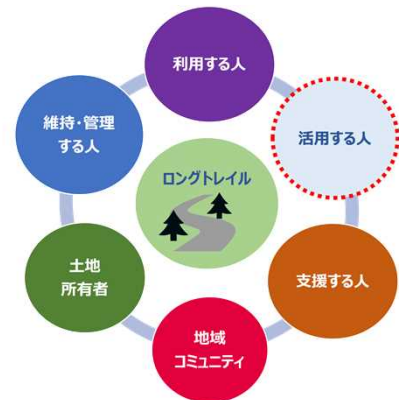 利用する人
維持・管理
する人
活用する人
ロングトレイル
土地
所有者
支援する人
地域
コミュニティ